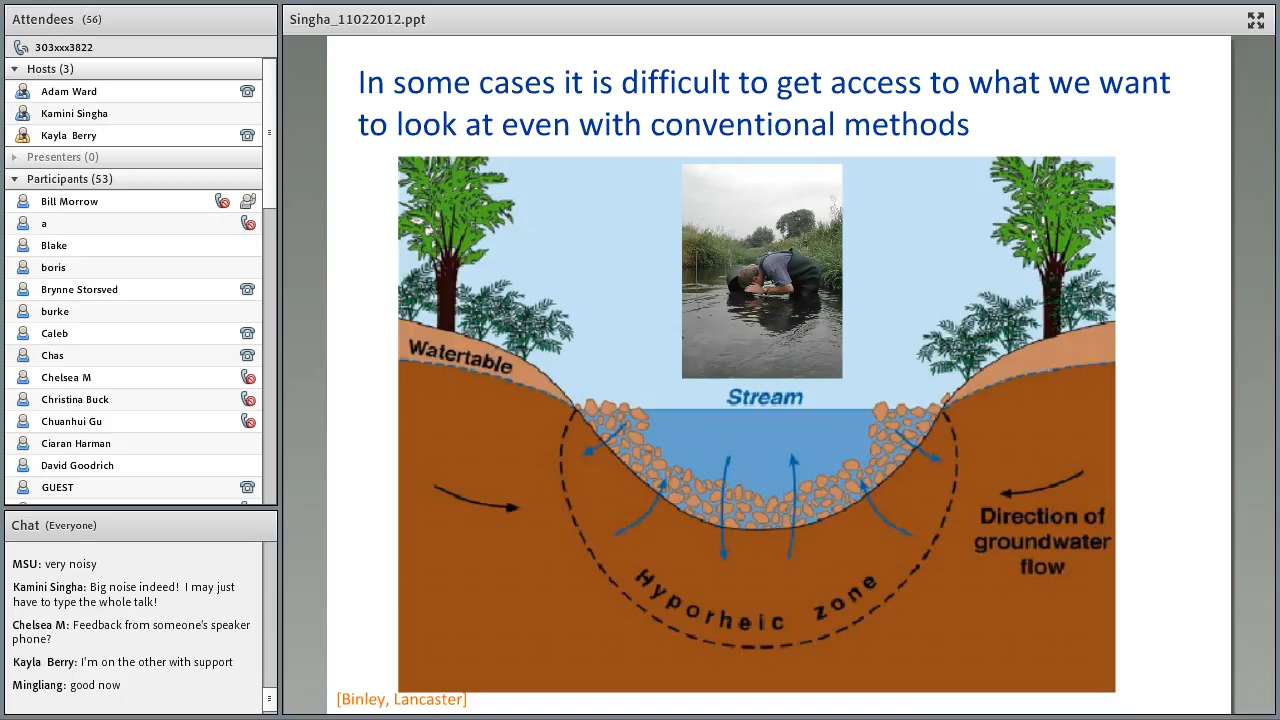 Attendees (56)
303xxx3822
Hosts (3)
Adam Ward
Kamini Singha
Kayla Berry
Presenters (0)
Participants (53)
Bill Morrow
a
Blake
boris
Brynne Storsved
burke
Caleb
Chas
Chelsea M
Christina Buck
Chuanhui Gu
Ciaran Harman
David Goodrich
GUEST
Chat (Everyone)
MSU: very noisy
Kamini Singha: Big noise indeed! I may just
have to type the whole talk!
Chelsea M: Feedback from someone's speaker
phone?
Kayla Berry: I'm on the other with support
Mingliang: good now
Singha_11022012.ppt
In some cases it is difficult to get access to what we want
to look at even with conventional methods
Watertable
Stream
Direction of
groundwater
flow
Hyporheic zone
[Binley, Lancaster]